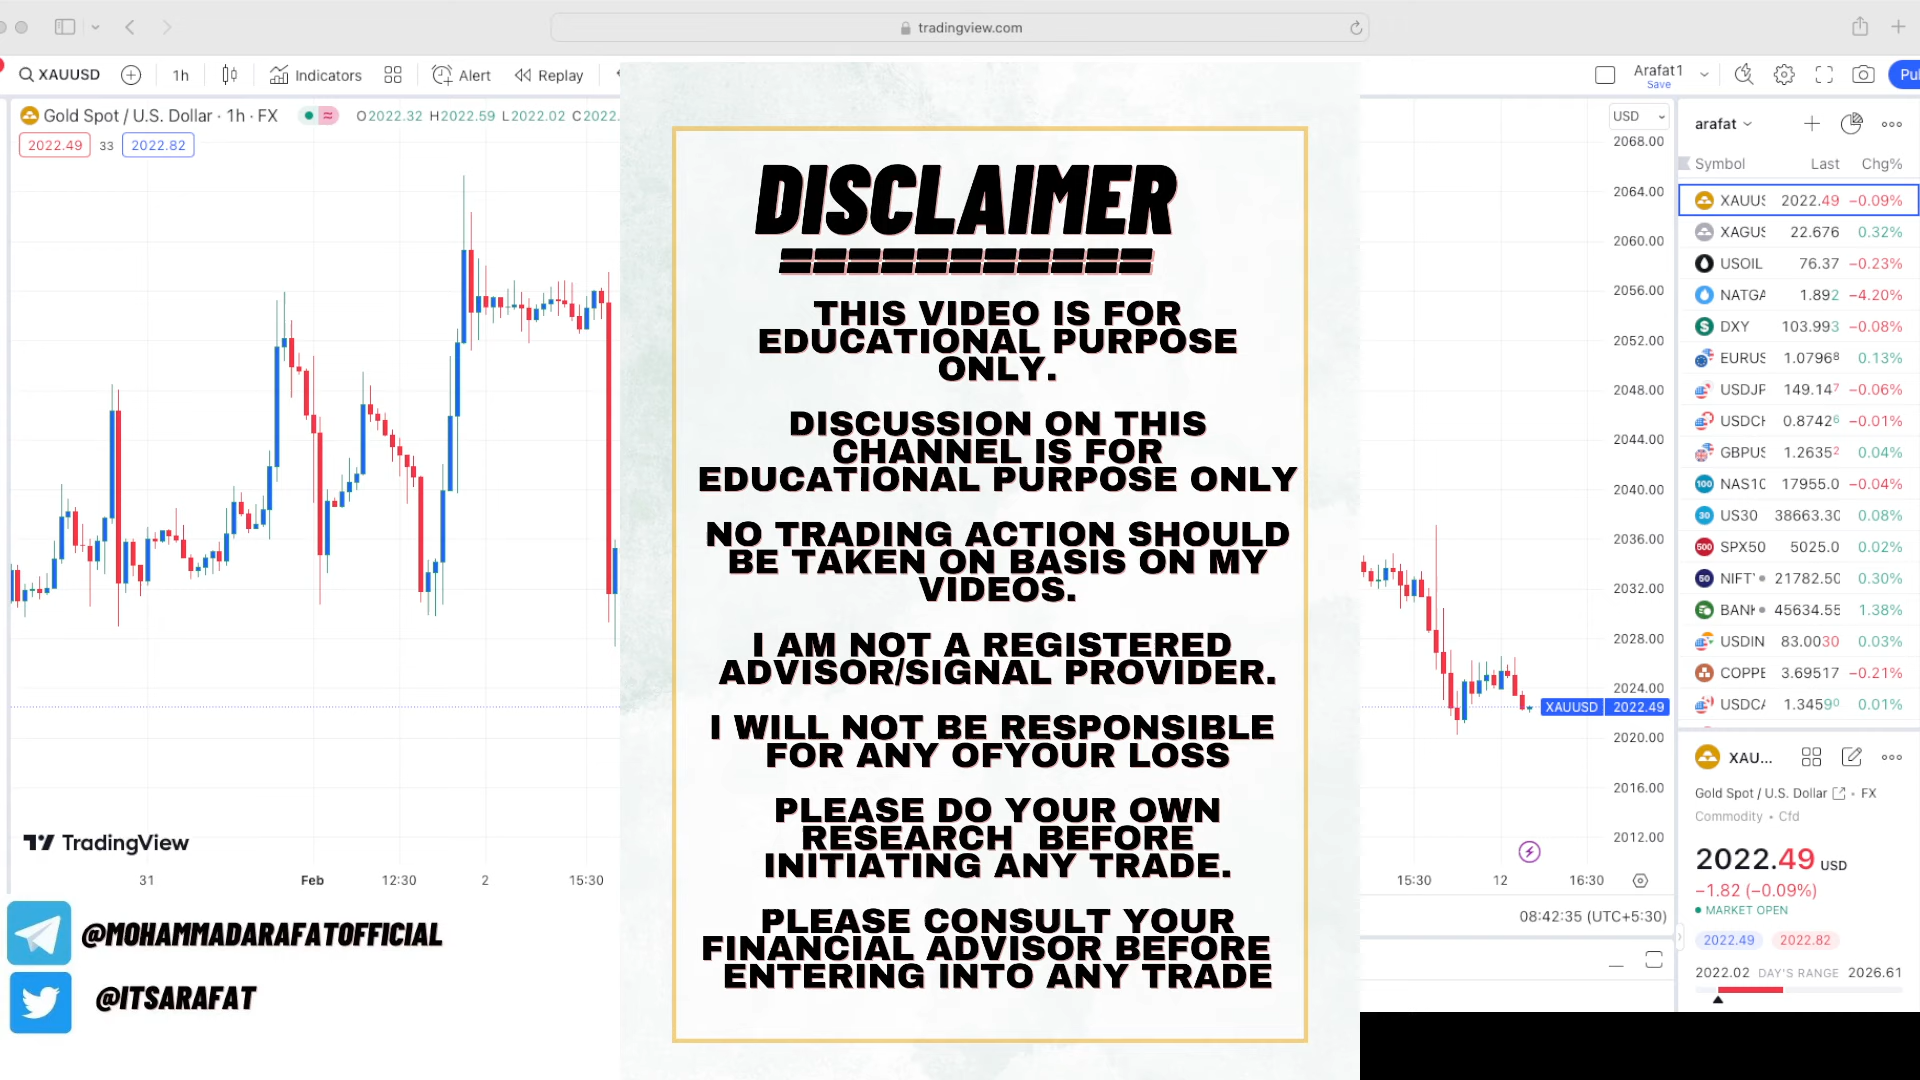 tradingview.com
XAUUSD
1h
Indicators
Alert
Replay
Arafat1
Save
Gold Spot / U.S. Dollar · 1h · FX
O2022.32 H2022.59 L2022.02 C2022.
2022.49 33 2022.82
DISCLAIMER
===========
THIS VIDEO IS FOR
EDUCATIONAL PURPOSE
ONLY.
DISCUSSION ON THIS
CHANNEL IS FOR
EDUCATIONAL PURPOSE ONLY
NO TRADING ACTION SHOULD
BE TAKEN ON BASIS ON MY
VIDEOS.
I AM NOT A REGISTERED
ADVISOR/SIGNAL PROVIDER.
I WILL NOT BE RESPONSIBLE
FOR ANY OFYOUR LOSS
PLEASE DO YOUR OWN
RESEARCH BEFORE
INITIATING ANY TRADE.
PLEASE CONSULT YOUR
FINANCIAL ADVISOR BEFORE
ENTERING INTO ANY TRADE
TradingView
31 Feb 12:30 2 15:30
@MOHAMMADARAFATOFFICIAL
@ITSARAFAT
USD
2068.00
2064.00
2060.00
2056.00
2052.00
2048.00
2044.00
2040.00
2036.00
2032.00
2028.00
2024.00
XAUUSD 2022.49
2020.00
2016.00
2012.00
15:30 12 16:30
08:42:35 (UTC+5:30)
arafat
Symbol Last Chg%
XAUUS 2022.49 −0.09%
XAGUS 22.676 0.32%
USOIL 76.37 −0.23%
NATGA 1.892 −4.20%
DXY 103.993 −0.08%
EURUS 1.07968 0.13%
USDJP 149.147 −0.06%
USDCH 0.87426 −0.01%
GBPUS 1.26352 0.04%
NAS10 17955.0 −0.04%
US30 38663.30 0.08%
SPX50 5025.0 0.02%
NIFTY 21782.50 0.30%
BANK 45634.55 1.38%
USDIN 83.0030 0.03%
COPPE 3.69517 −0.21%
USDCA 1.34590 0.01%
XAU...
Gold Spot / U.S. Dollar • FX
Commodity • Cfd
2022.49 USD
−1.82 (−0.09%)
MARKET OPEN
2022.49 2022.82
2022.02 DAY'S RANGE 2026.61